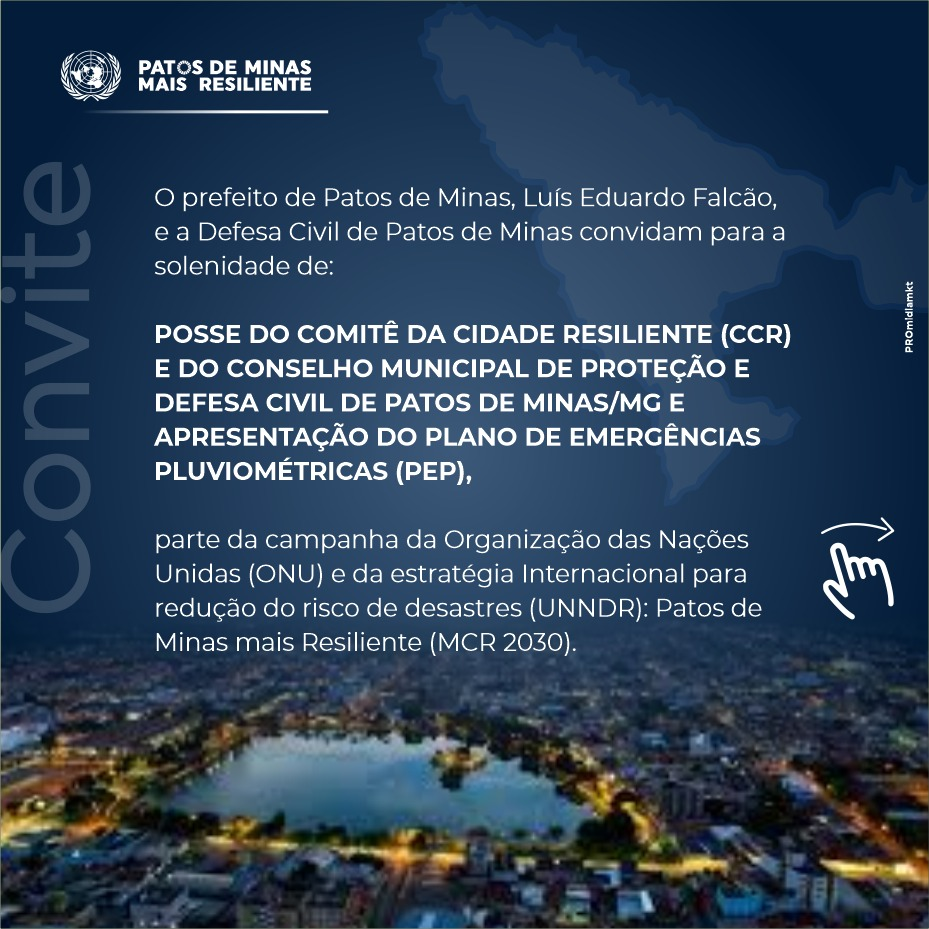 PATOS DE MINAS
MAIS RESILIENTE
Convite
O prefeito de Patos de Minas, Luís Eduardo Falcão,
e a Defesa Civil de Patos de Minas convidam para a
solenidade de:
POSSE DO COMITÊ DA CIDADE RESILIENTE (CCR)
E DO CONSELHO MUNICIPAL DE PROTEÇÃO E
DEFESA CIVIL DE PATOS DE MINAS/MG E
APRESENTAÇÃO DO PLANO DE EMERGÊNCIAS
PLUVIOMÉTRICAS (PEP),
parte da campanha da Organização das Nações
Unidas (ONU) e da estratégia Internacional para
redução do risco de desastres (UNNDR): Patos de
Minas mais Resiliente (MCR 2030).
PROmidiamkt